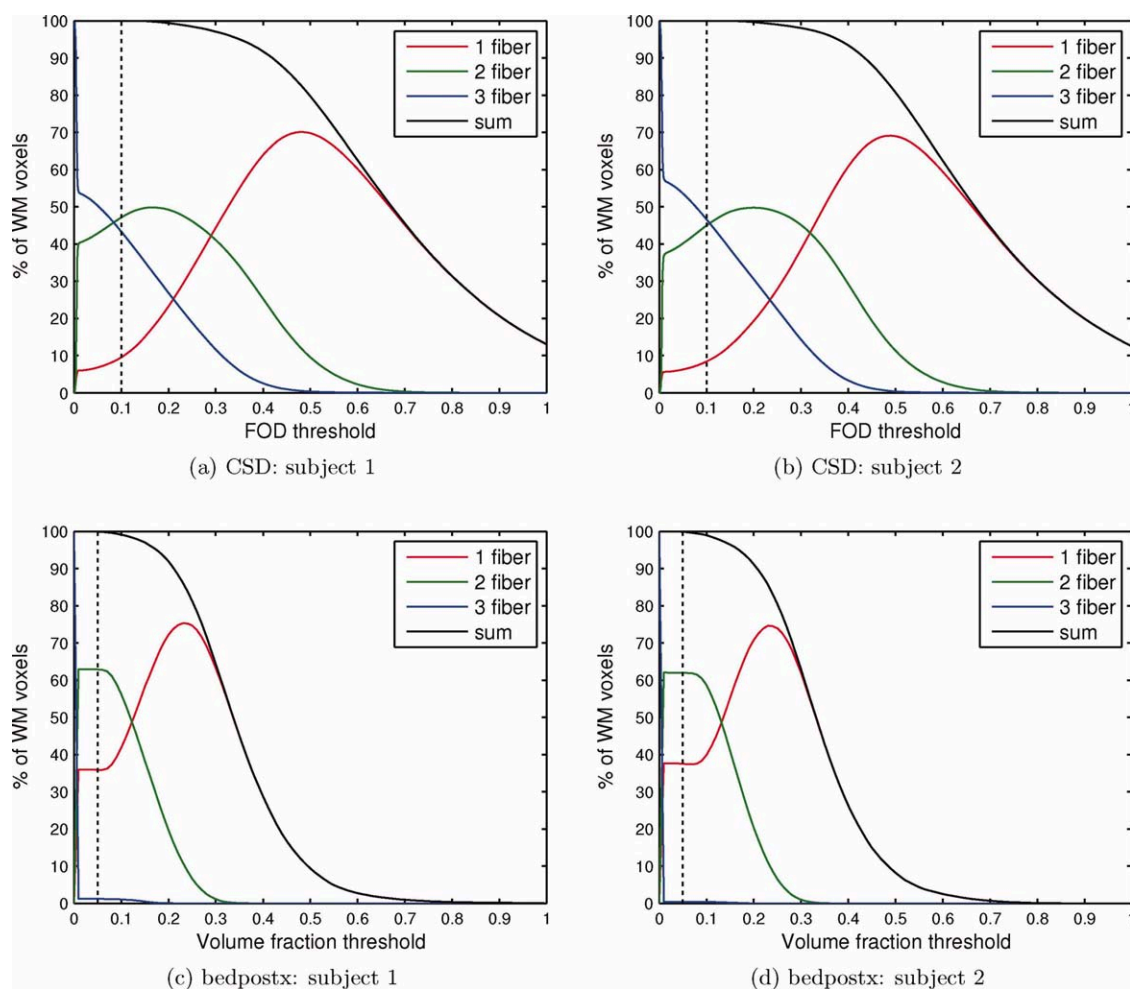 100
90
80
70
60
50
40
30
20
10
0
% of WM voxels
1 fiber
2 fiber
3 fiber
sum
0 0.1 0.2 0.3 0.4 0.5 0.6 0.7 0.8 0.9 1
FOD threshold
(a) CSD: subject 1
100
90
80
70
60
50
40
30
20
10
0
% of WM voxels
1 fiber
2 fiber
3 fiber
sum
0 0.1 0.2 0.3 0.4 0.5 0.6 0.7 0.8 0.9 1
FOD threshold
(b) CSD: subject 2
100
90
80
70
60
50
40
30
20
10
0
% of WM voxels
1 fiber
2 fiber
3 fiber
sum
0 0.1 0.2 0.3 0.4 0.5 0.6 0.7 0.8 0.9 1
Volume fraction threshold
(c) bedpostx: subject 1
100
90
80
70
60
50
40
30
20
10
0
% of WM voxels
1 fiber
2 fiber
3 fiber
sum
0 0.1 0.2 0.3 0.4 0.5 0.6 0.7 0.8 0.9 1
Volume fraction threshold
(d) bedpostx: subject 2